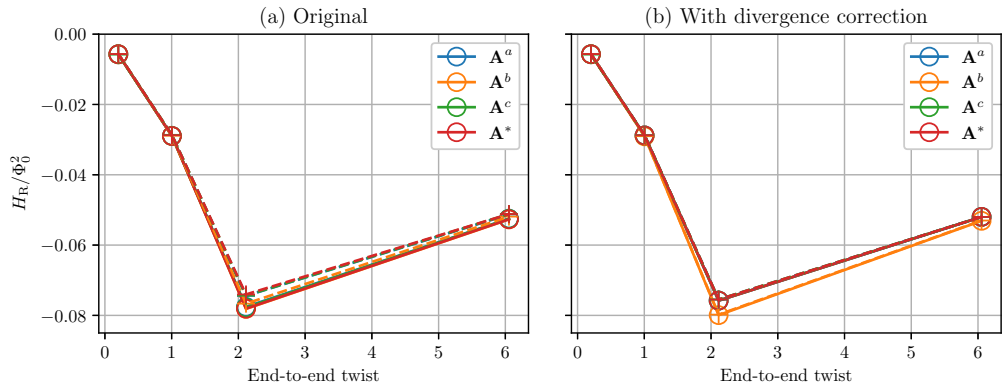 (a) Original
(b) With divergence correction
0.00
−0.02
−0.04
−0.06
−0.08
H_R/Φ_0^2
A^a
A^b
A^c
A^*
A^a
A^b
A^c
A^*
0 1 2 3 4 5 6
0 1 2 3 4 5 6
End-to-end twist
End-to-end twist